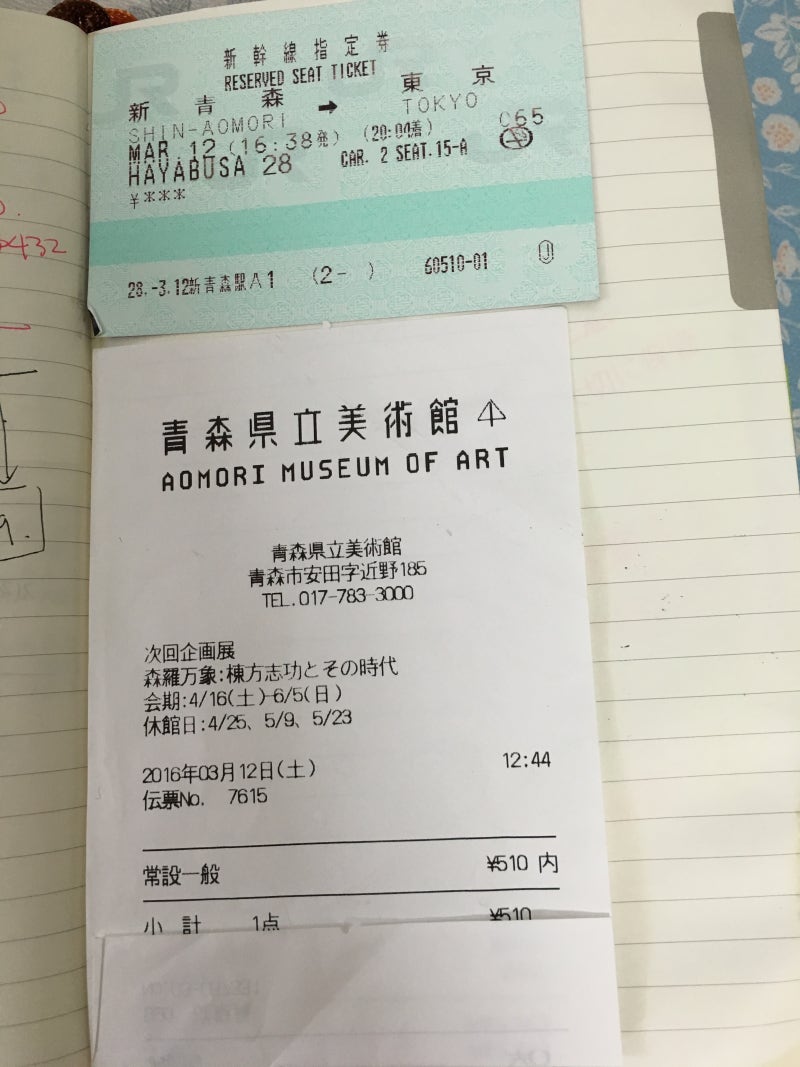 新幹線指定券
RESERVED SEAT TICKET
新青森 → 東京
SHIN-AOMORI TOKYO
MAR.12 (16:38発) (20:04着) C65
HAYABUSA 28 CAR. 2 SEAT.15-A
¥***
28.-3.12新青森駅A1 (2- ) 60510-01
432
9.
青森県立美術館
AOMORI MUSEUM OF ART
青森県立美術館
青森市安田字近野185
TEL.017-783-3000
次回企画展
森羅万象:棟方志功とその時代
会期:4/16(土)-6/5(日)
休館日:4/25、5/9、5/23
2016年03月12日(土) 12:44
伝票No. 7615
常設一般 ¥510 内
小 計 1点 ¥510